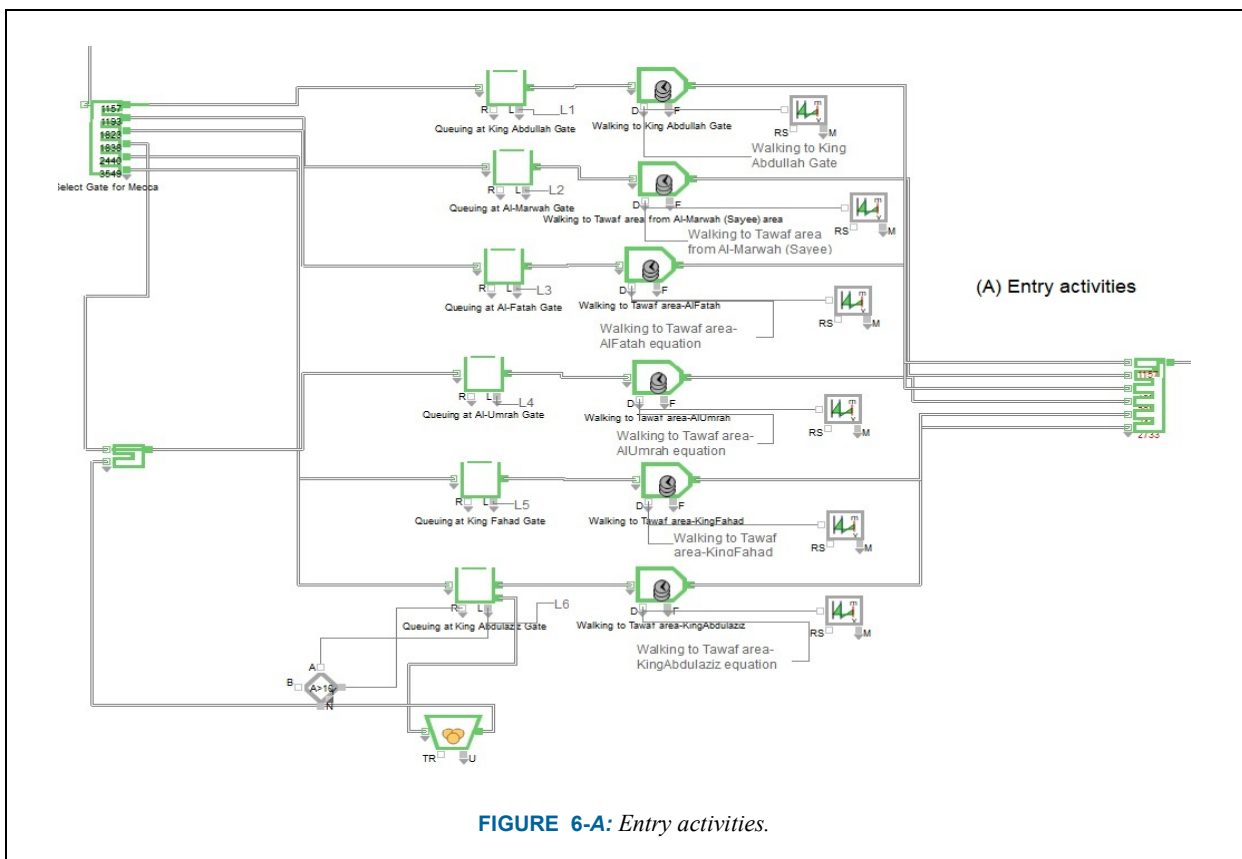 1157
1193
1823
1838
2440
3549
Select Gate for Mecca
R L L1
Queuing at King Abdullah Gate
D F
Walking to King Abdullah Gate
RS M
Walking to King
Abdullah Gate
R L L2
Queuing at Al-Marwah Gate
D F
Walking to Tawaf area from Al-Marwah (Sayee) area
RS M
Walking to Tawaf area
from Al-Marwah (Sayee)
R L L3
Queuing at Al-Fatah Gate
D F
Walking to Tawaf area-AlFatah
RS M
Walking to Tawaf area-
AlFatah equation
(A) Entry activities
1157
2733
R L L4
Queuing at Al-Umrah Gate
D F
Walking to Tawaf area-AlUmrah
RS M
Walking to Tawaf area-
AlUmrah equation
R L L5
Queuing at King Fahad Gate
D F
Walking to Tawaf area-KingFahad
RS M
Walking to Tawaf
area-KingFahad
R L L6
Queuing at King Abdulaziz Gate
D F
Walking to Tawaf area-KingAbdulaziz
RS M
Walking to Tawaf area-
KingAbdulaziz equation
A
B
N
TR U
FIGURE 6-A: Entry activities.